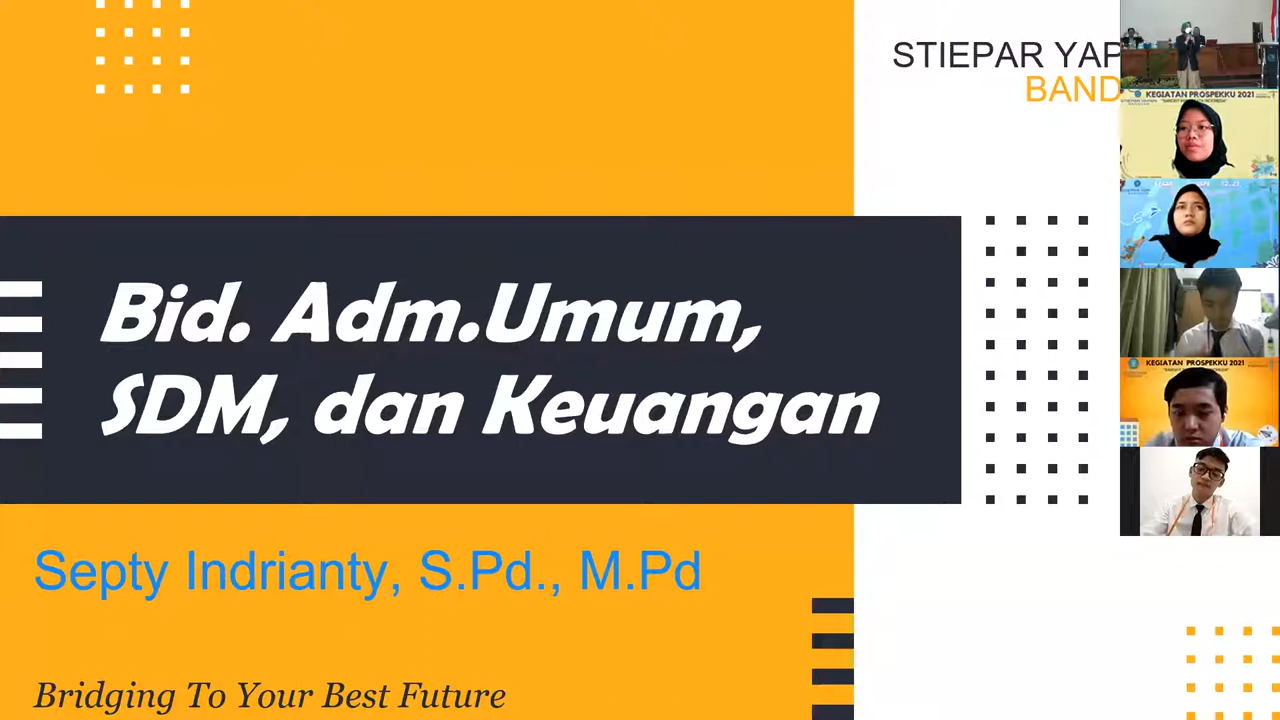 STIEPAR YAP
BAND
Bid. Adm.Umum,
SDM, dan Keuangan
Septy Indrianty, S.Pd., M.Pd
Bridging To Your Best Future
KEGIATAN PROSPEKKU 2021
KEGIATAN PROSPEKKU 2021